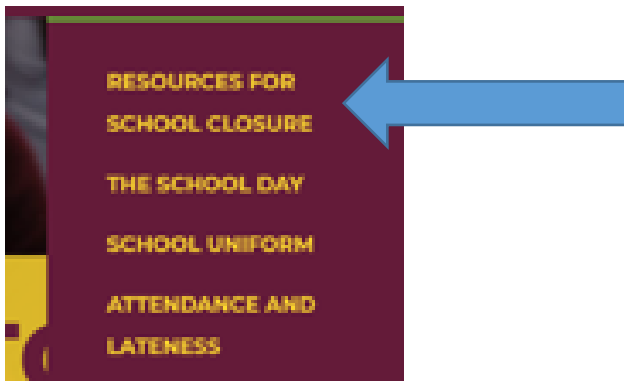 RESOURCES FOR
SCHOOL CLOSURE
THE SCHOOL DAY
SCHOOL UNIFORM
ATTENDANCE AND
LATENESS